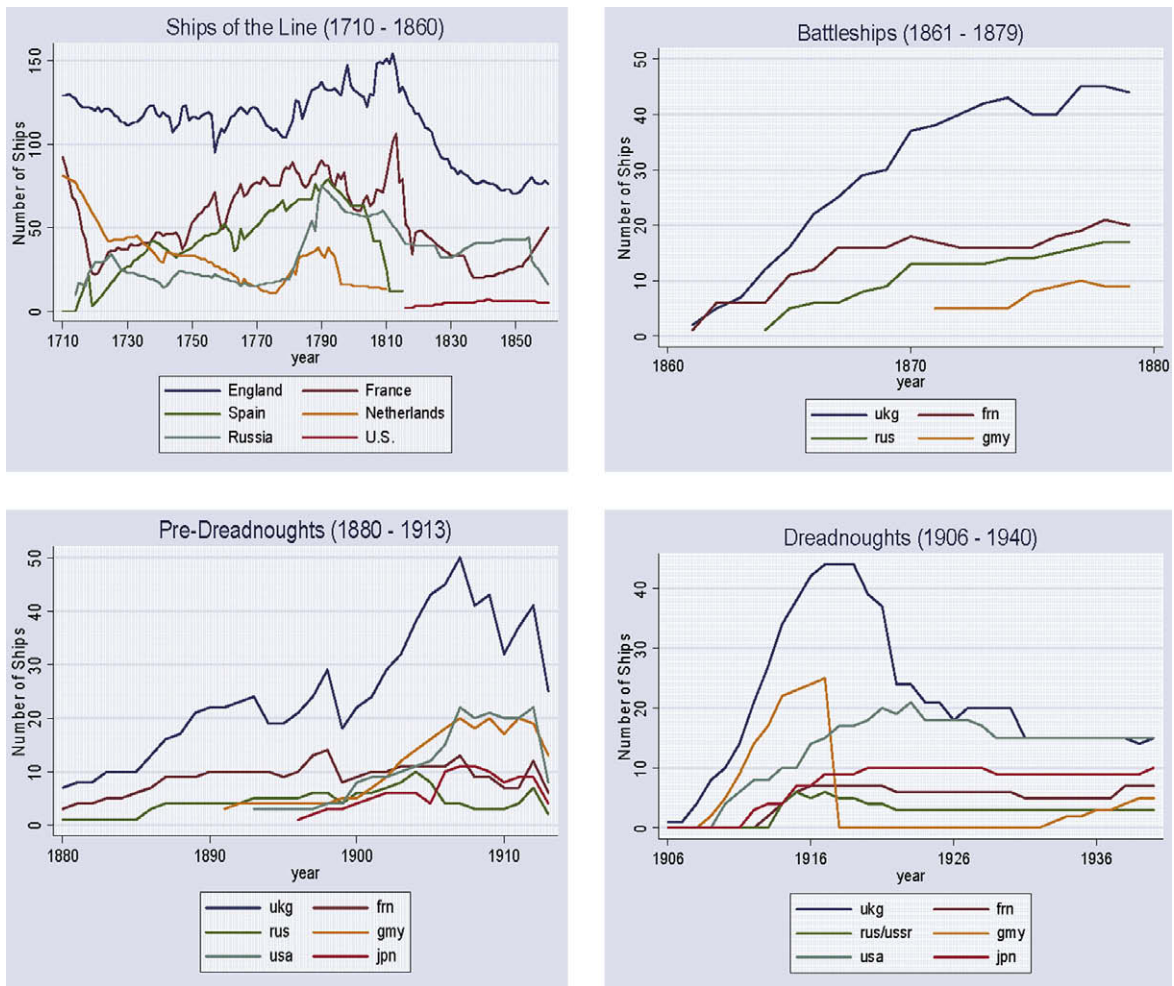 Ships of the Line (1710 - 1860)
Number of Ships
150
100
50
0
1710 1730 1750 1770 1790 1810 1830 1850
year
England France
Spain Netherlands
Russia U.S.
Battleships (1861 - 1879)
Number of Ships
50
40
30
20
10
0
1860 1870 1880
year
ukg frn
rus gmy
Pre-Dreadnoughts (1880 - 1913)
Number of Ships
50
40
30
20
10
0
1880 1890 1900 1910
year
ukg frn
rus gmy
usa jpn
Dreadnoughts (1906 - 1940)
Number of Ships
40
30
20
10
0
1906 1916 1926 1936
year
ukg frn
rus/ussr gmy
usa jpn